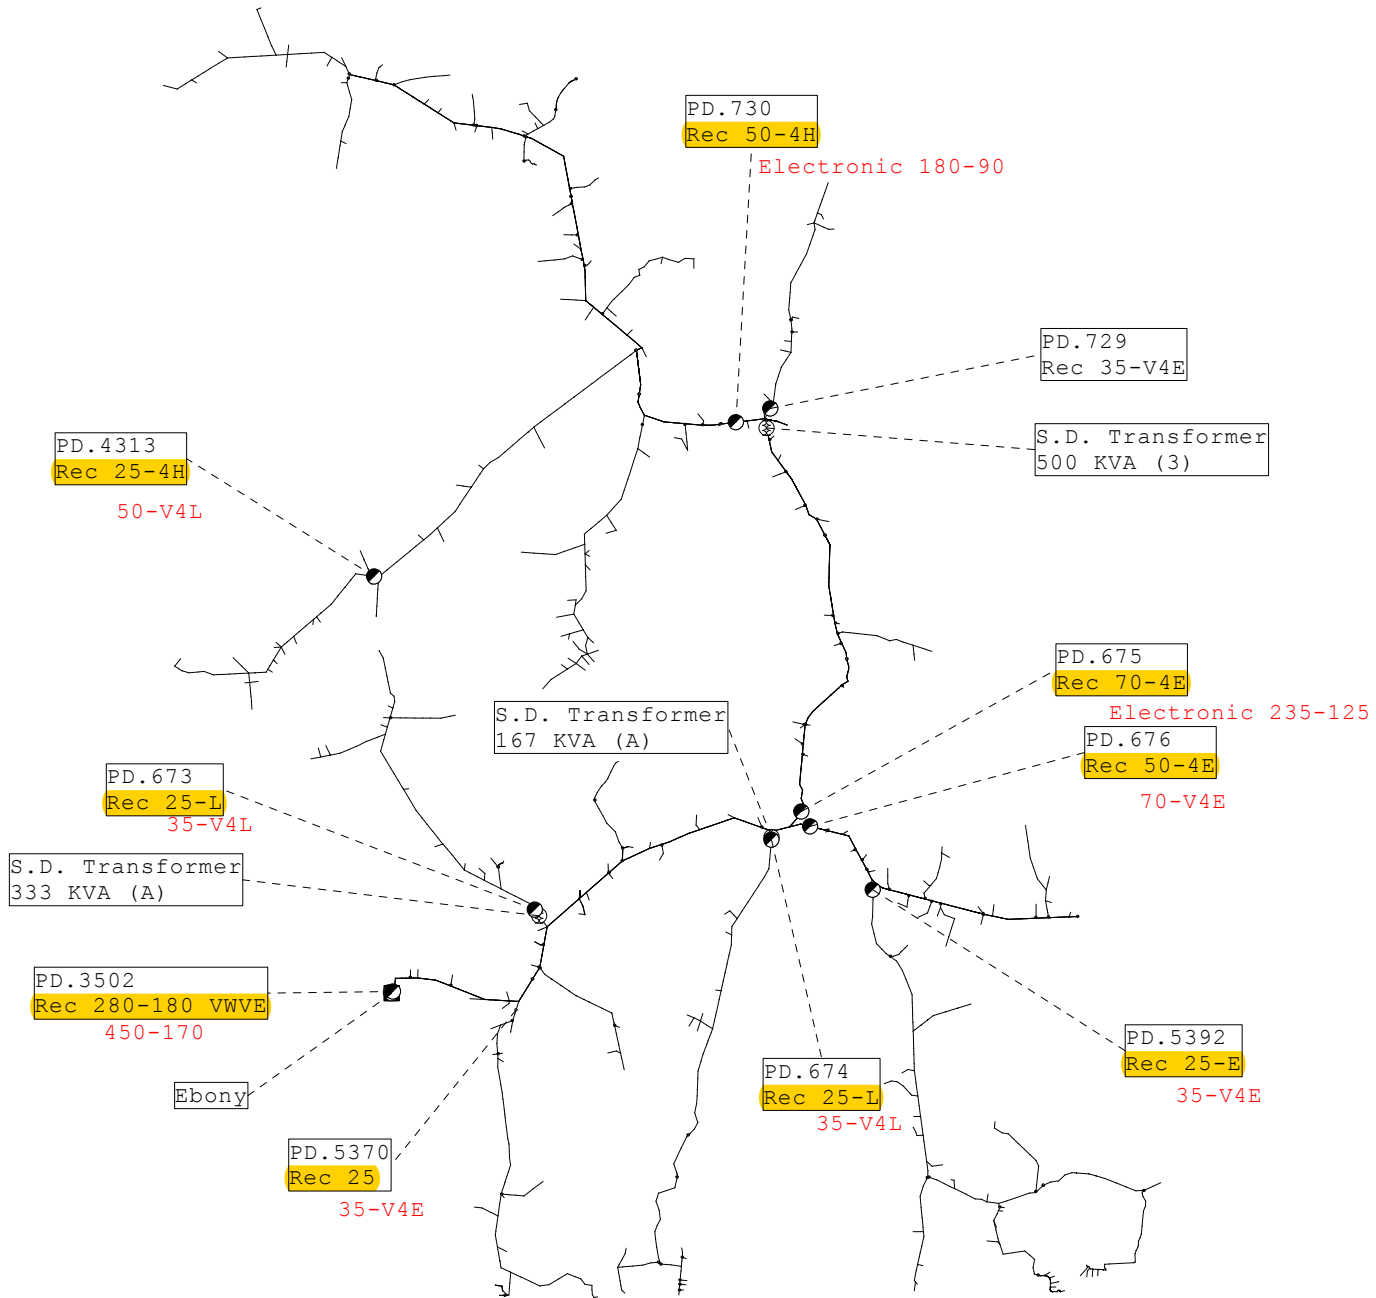 PD.730
Rec 50-4H
Electronic 180-90
PD.729
Rec 35-V4E
S.D. Transformer
500 KVA (3)
PD.4313
Rec 25-4H
50-V4L
PD.675
Rec 70-4E
Electronic 235-125
S.D. Transformer
167 KVA (A)
PD.676
Rec 50-4E
70-V4E
PD.673
Rec 25-L
35-V4L
S.D. Transformer
333 KVA (A)
PD.3502
Rec 280-180 VWVE
450-170
Ebony
PD.5392
Rec 25-E
35-V4E
PD.674
Rec 25-L
35-V4L
PD.5370
Rec 25
35-V4E